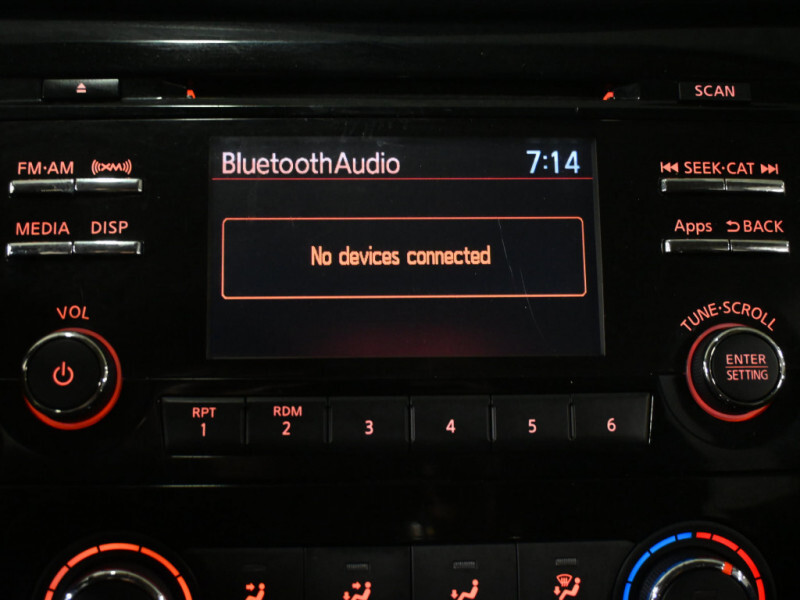 SCAN
FM·AM
XM
SEEK·CAT
MEDIA
DISP
Apps
BACK
BluetoothAudio 7:14
No devices connected
VOL
TUNE·SCROLL
ENTER
SETTING
RPT
1
RDM
2
3
4
5
6